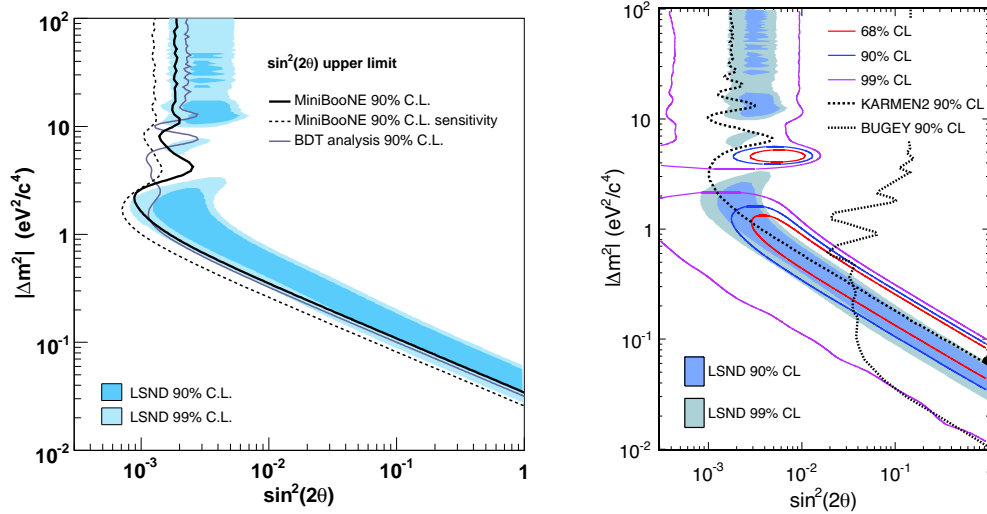 sin²(2θ) upper limit
MiniBooNE 90% C.L.
MiniBooNE 90% C.L. sensitivity
BDT analysis 90% C.L.
LSND 90% C.L.
LSND 99% C.L.
|Δm²| (eV²/c⁴)
10²
10
1
10⁻¹
10⁻²
10⁻³ 10⁻² 10⁻¹ 1
sin²(2θ)
68% CL
90% CL
99% CL
KARMEN2 90% CL
BUGEY 90% CL
LSND 90% CL
LSND 99% CL
|Δm²| (eV²/c⁴)
10²
10
1
10⁻¹
10⁻²
10⁻³ 10⁻² 10⁻¹ 1
sin²(2θ)